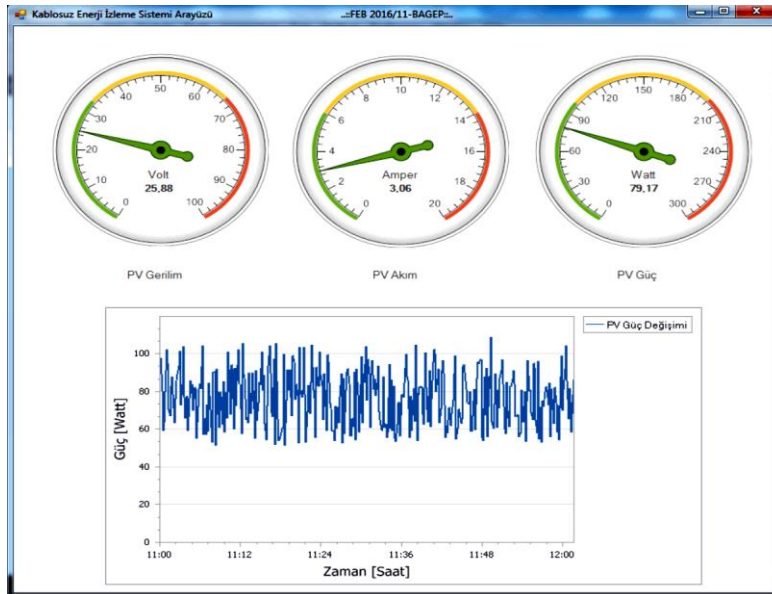 Kablosuz Enerji İzleme Sistemi Arayüzü ..::FEB 2016/11-BAGEP::..
0 10 20 30 40 50 60 70 80 90 100
Volt
25,88
0 2 4 6 8 10 12 14 16 18 20
Amper
3,06
0 30 60 90 120 150 180 210 240 270 300
Watt
79,17
PV Gerilim
PV Akım
PV Güç
PV Güç Değişimi
Güç [Watt]
100
80
60
40
20
0
11:00 11:12 11:24 11:36 11:48 12:00
Zaman [Saat]